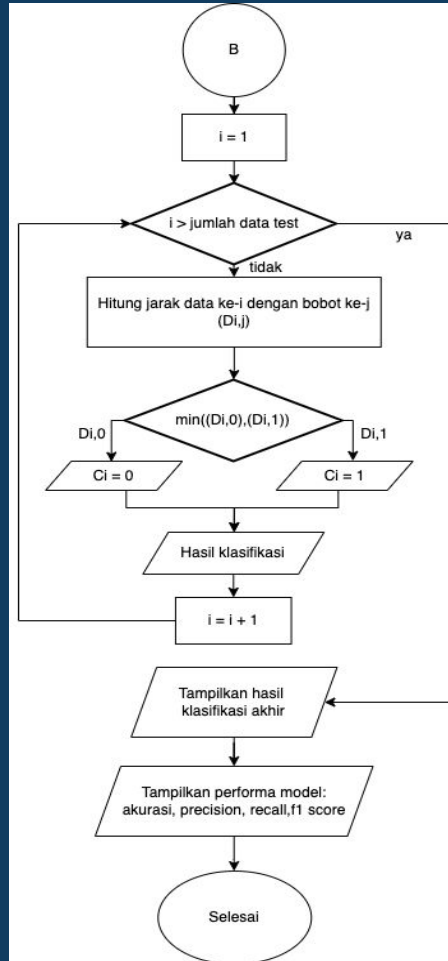 B
i = 1
i > jumlah data test
ya
tidak
Hitung jarak data ke-i dengan bobot ke-j
(Di,j)
min((Di,0),(Di,1))
Di,0
Di,1
Ci = 0
Ci = 1
Hasil klasifikasi
i = i + 1
Tampilkan hasil
klasifikasi akhir
Tampilkan performa model:
akurasi, precision, recall,f1 score
Selesai